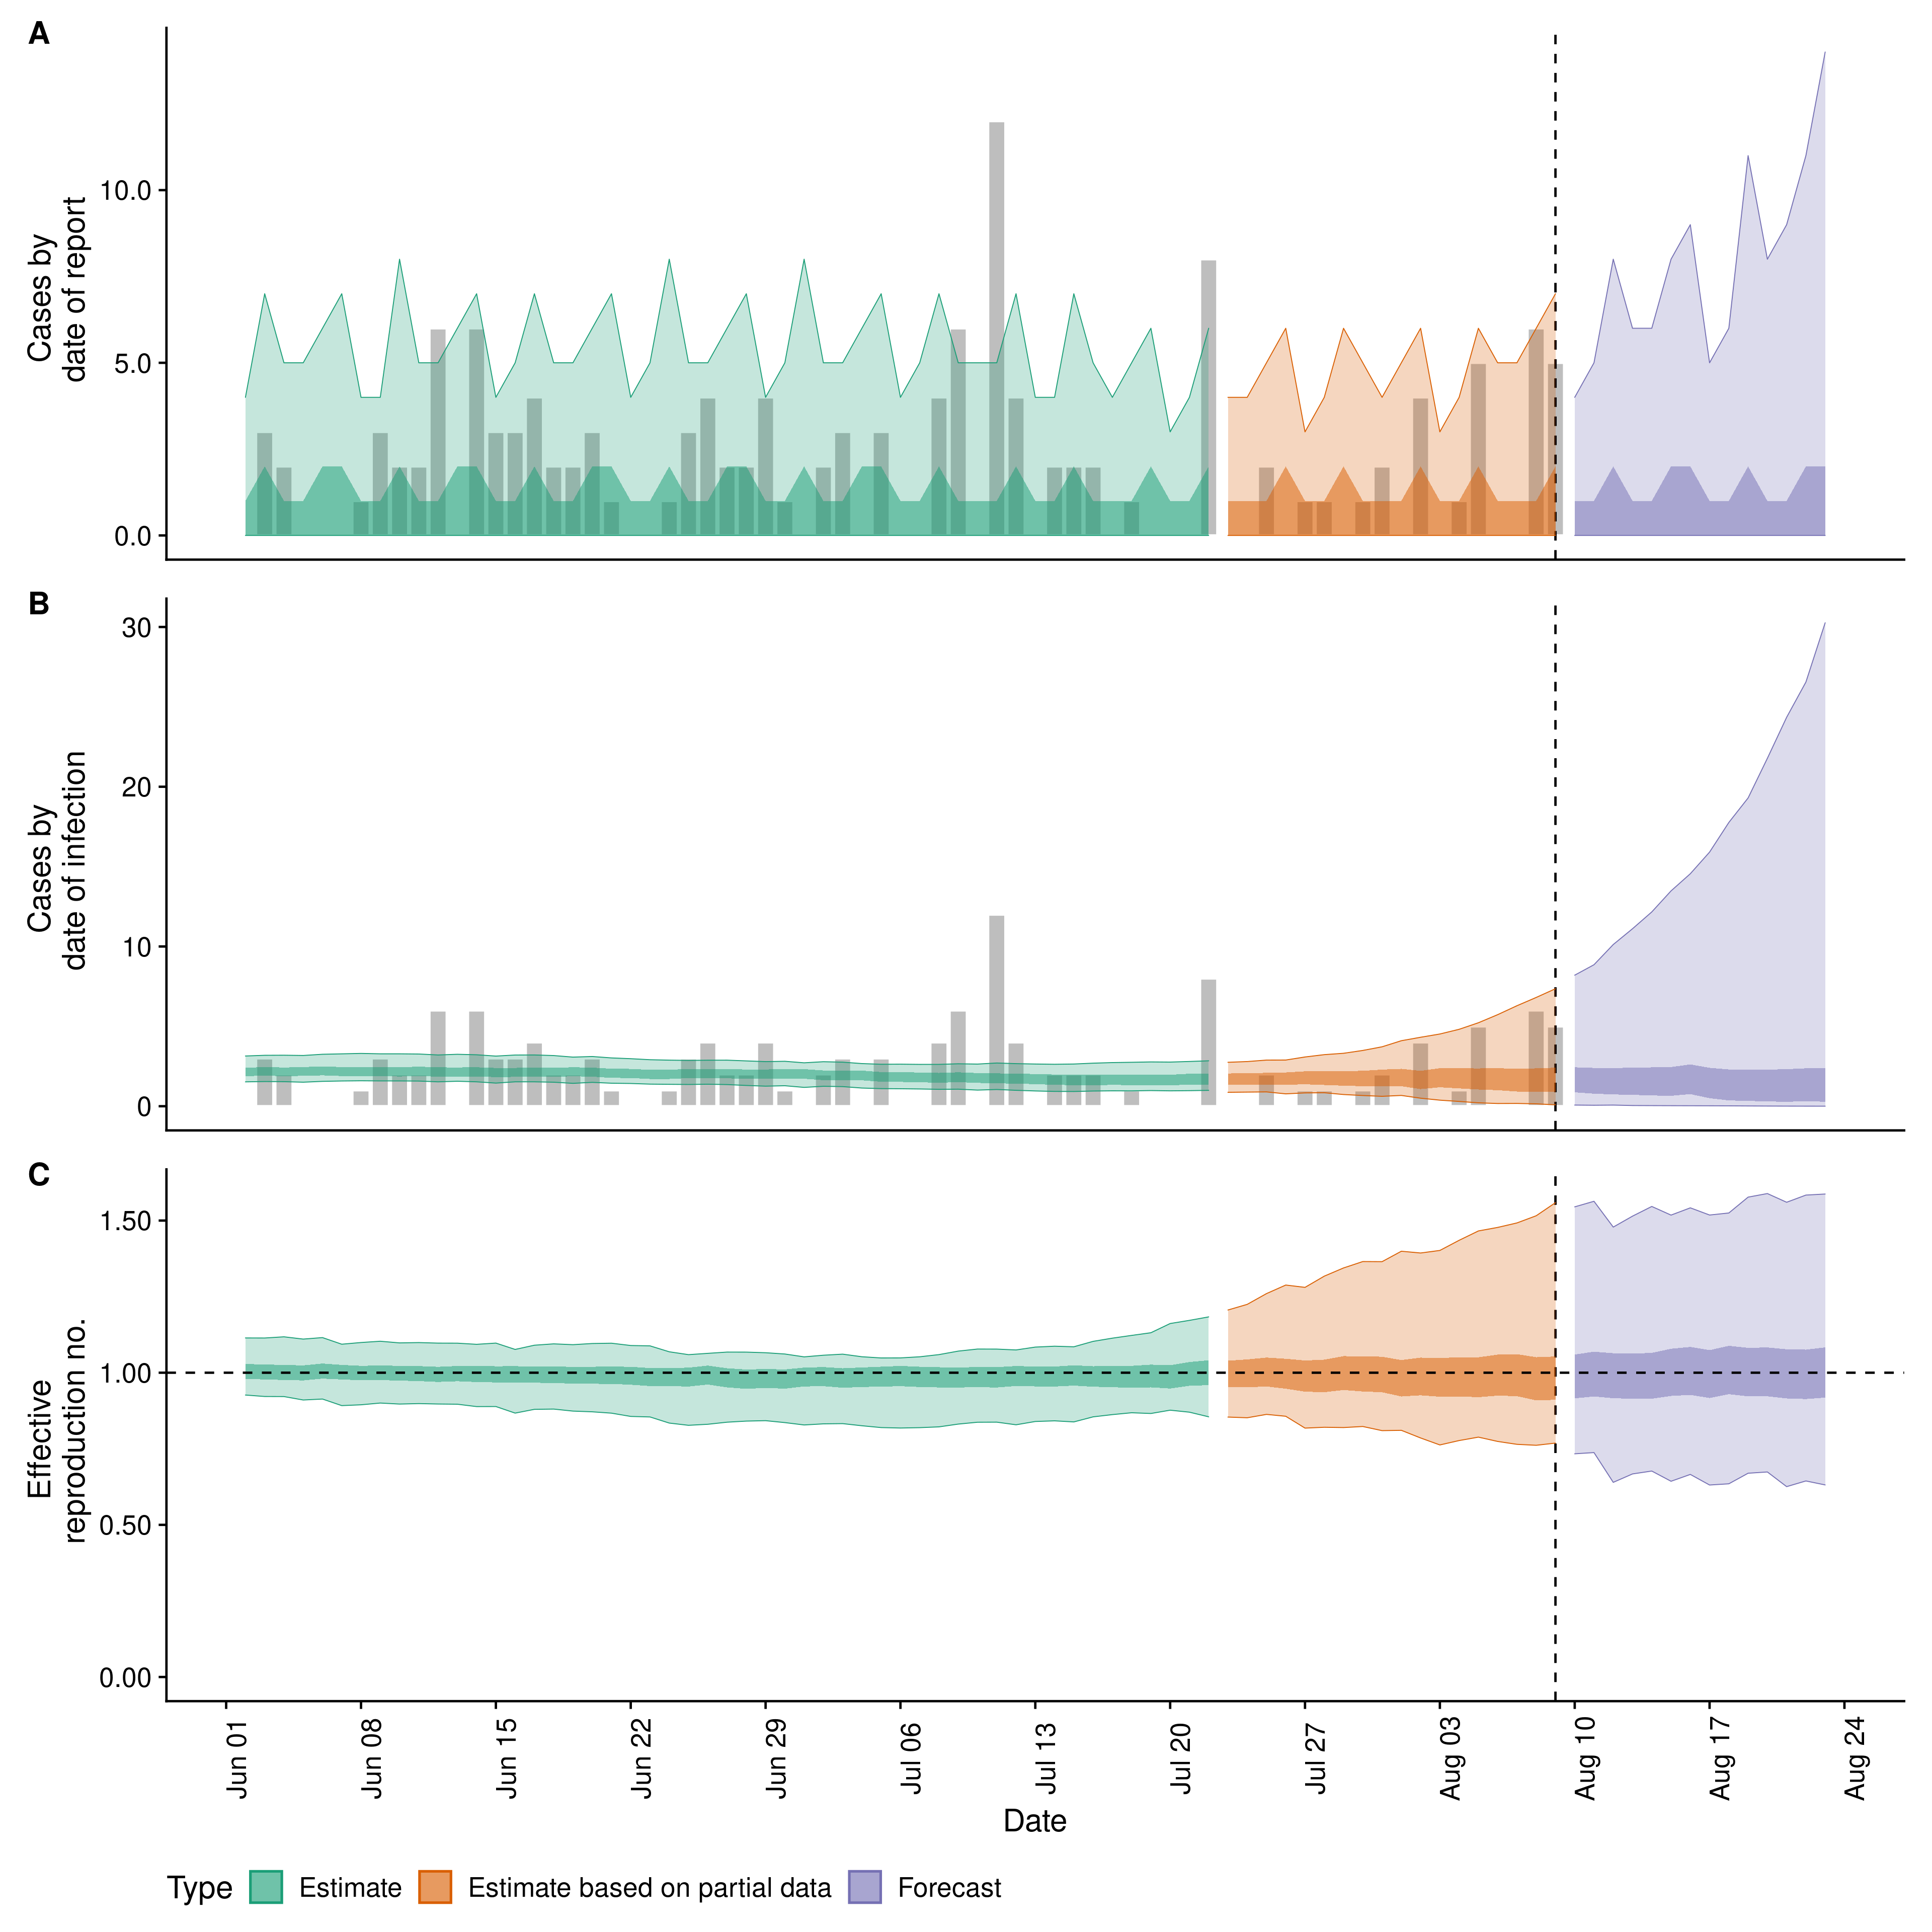 A
Cases by
date of report
10.0
5.0
0.0
B
Cases by
date of infection
30
20
10
0
C
Effective
reproduction no.
1.50
1.00
0.50
0.00
Jun 01
Jun 08
Jun 15
Jun 22
Jun 29
Jul 06
Jul 13
Jul 20
Jul 27
Aug 03
Aug 10
Aug 17
Aug 24
Date
Type Estimate Estimate based on partial data Forecast